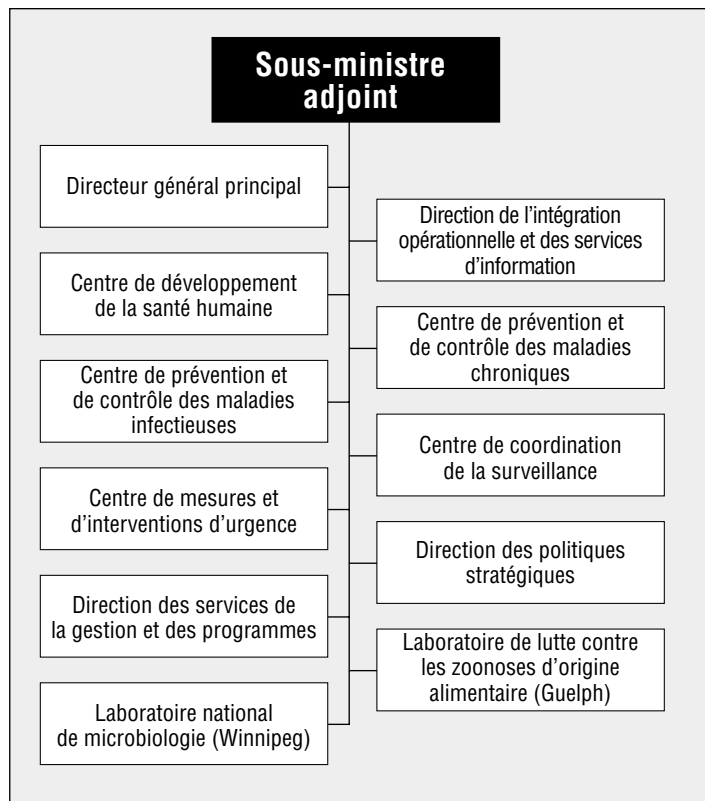 Sous-ministre
adjoint
Directeur général principal
Direction de l'intégration
opérationnelle et des services
d'information
Centre de développement
de la santé humaine
Centre de prévention et
de contrôle des maladies
chroniques
Centre de prévention et
de contrôle des maladies
infectieuses
Centre de coordination
de la surveillance
Centre de mesures et
d'interventions d'urgence
Direction des politiques
stratégiques
Direction des services de
la gestion et des programmes
Laboratoire de lutte contre
les zoonoses d'origine
alimentaire (Guelph)
Laboratoire national
de microbiologie (Winnipeg)